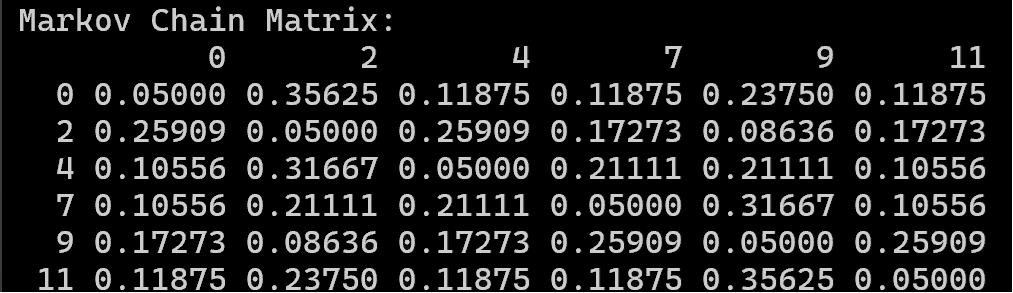 Markov Chain Matrix:
0 2 4 7 9 11
0 0.05000 0.35625 0.11875 0.11875 0.23750 0.11875
2 0.25909 0.05000 0.25909 0.17273 0.08636 0.17273
4 0.10556 0.31667 0.05000 0.21111 0.21111 0.10556
7 0.10556 0.21111 0.21111 0.05000 0.31667 0.10556
9 0.17273 0.08636 0.17273 0.25909 0.05000 0.25909
11 0.11875 0.23750 0.11875 0.11875 0.35625 0.05000